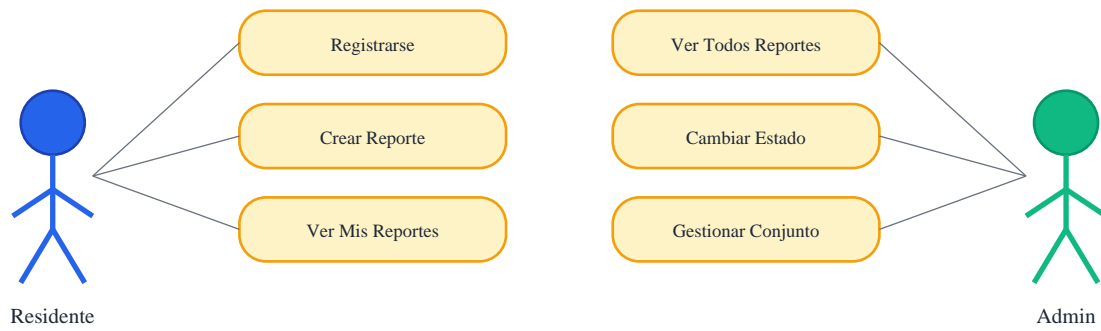 Registrarse
Ver Todos Reportes
Crear Reporte
Cambiar Estado
Ver Mis Reportes
Gestionar Conjunto
Residente
Admin